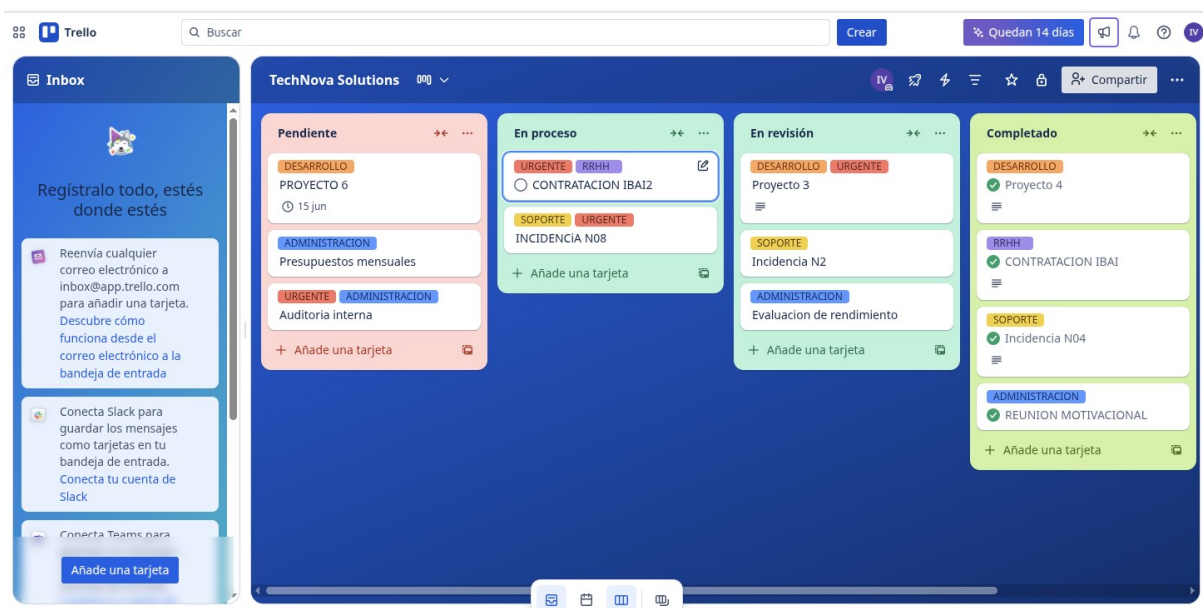 Trello
Buscar
Crear
Quedan 14 días
IV
Inbox
Regístralo todo, estés
donde estés
Reenvía cualquier
correo electrónico a
inbox@app.trello.com
para añadir una tarjeta.
Descubre cómo
funciona desde el
correo electrónico a la
bandeja de entrada
Conecta Slack para
guardar los mensajes
como tarjetas en tu
bandeja de entrada.
Conecta tu cuenta de
Slack
Conecta Teams para
Añade una tarjeta
TechNova Solutions
IV
Compartir
Pendiente
DESARROLLO
PROYECTO 6
15 jun
ADMINISTRACION
Presupuestos mensuales
URGENTE ADMINISTRACION
Auditoria interna
Añade una tarjeta
En proceso
URGENTE RRHH
CONTRATACION IBAI2
SOPORTE URGENTE
INCIDENCiA N08
Añade una tarjeta
En revisión
DESARROLLO URGENTE
Proyecto 3
SOPORTE
Incidencia N2
ADMINISTRACION
Evaluacion de rendimiento
Añade una tarjeta
Completado
DESARROLLO
Proyecto 4
RRHH
CONTRATACION IBAI
SOPORTE
Incidencia N04
ADMINISTRACION
REUNION MOTIVACIONAL
Añade una tarjeta